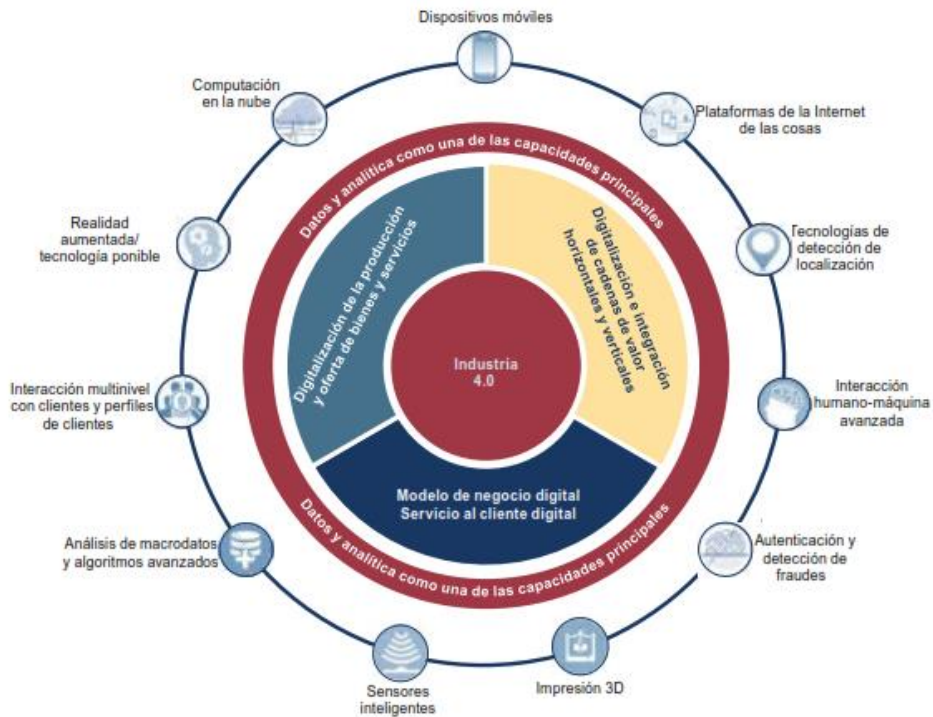 Dispositivos móviles
Computación
en la nube
Plataformas de la Internet
de las cosas
Datos y analítica como una de las capacidades principales
Realidad
aumentada/
tecnología ponible
Digitalización de la producción
y oferta de bienes y servicios
Digitalización e integración
de cadenas de valor
horizontales y verticales
Tecnologías de
detección de
localización
Industria
4.0
Interacción multinivel
con clientes y perfiles
de clientes
Interacción
humano-máquina
avanzada
Modelo de negocio digital
Servicio al cliente digital
Datos y analítica como una de las capacidades principales
Análisis de macrodatos
y algoritmos avanzados
Autenticación y
detección de
fraudes
Sensores
inteligentes
Impresión 3D